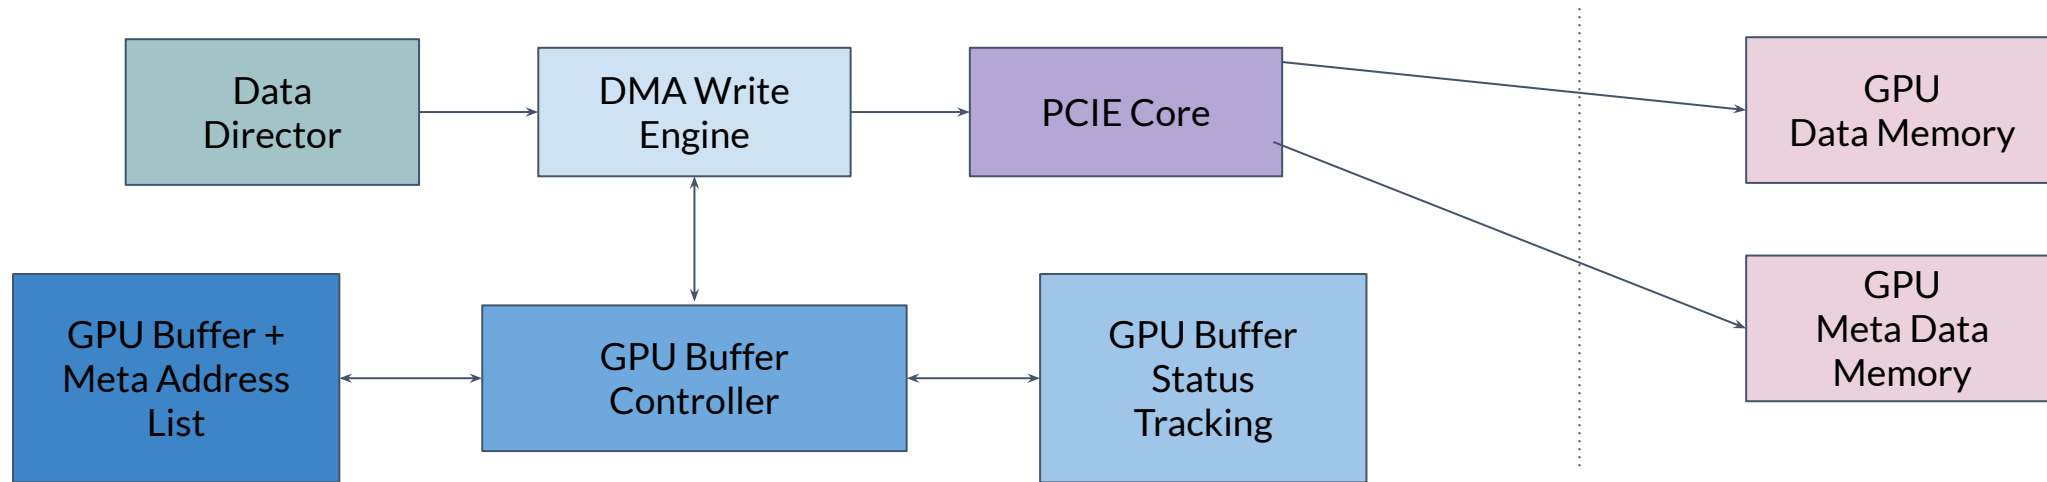 Data
Director
DMA Write
Engine
PCIE Core
GPU
Data Memory
GPU Buffer +
Meta Address
List
GPU Buffer
Controller
GPU Buffer
Status
Tracking
GPU
Meta Data
Memory